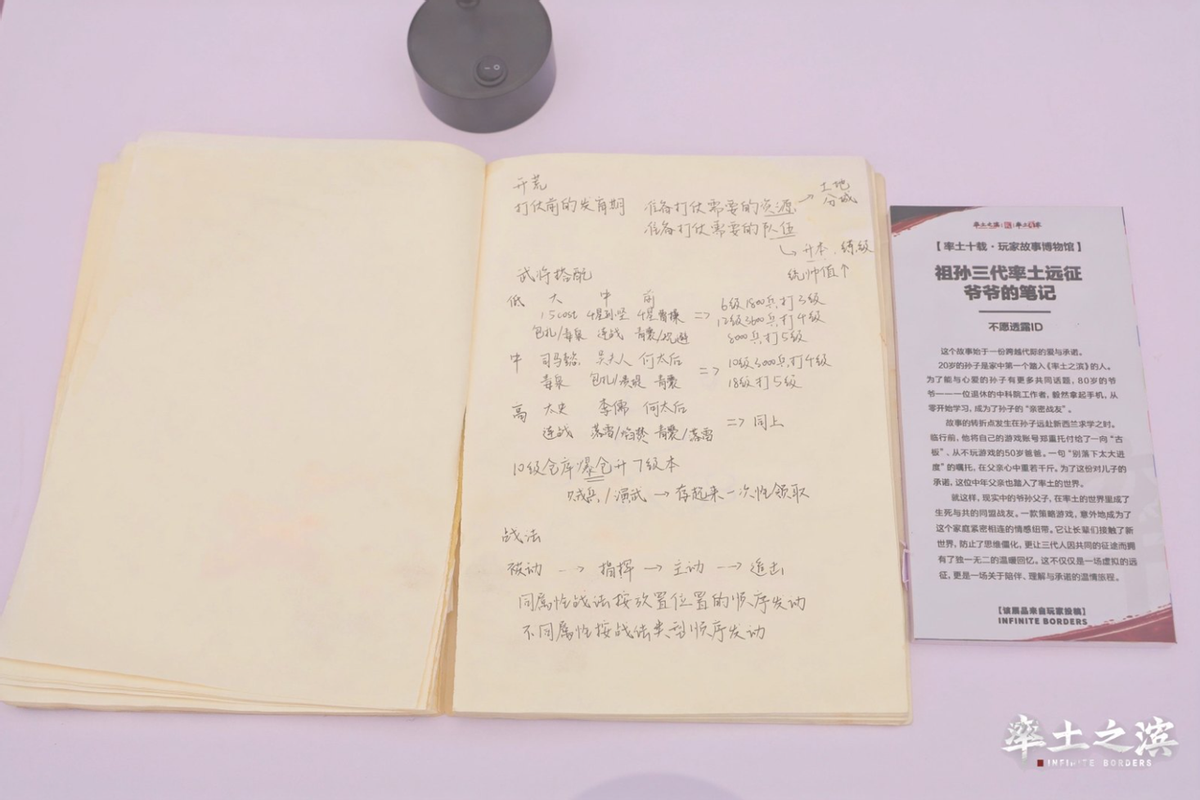 开荒
打仗前的发育期 准备打仗需要的资源 → 土地 分城
准备打仗需要的队伍
↳ 升本、练级
统帅值↑
武将搭配
低 大 中 前
1.5cost 4星孙坚 4星曹操 => 6级1800兵打3级
12级3600兵打4级
包扎/毒泉 连战 青囊/ 8000兵打5级
中 司马懿 吴夫人 何太后 => 10级5000兵打4级
毒泉 包扎/ 青囊 18级打5级
高 太史 李儒 何太后
连战 落雷/焰焚 青囊/落雷 => 同上
10级仓库爆仓升7级本
贼兵/演武 → 存起来一次性领取
战法
被动 → 指挥 → 主动 → 追击
同属性战法按放置位置的顺序发动
不同属性按战法类型顺序发动
率土之滨
【率土十载·玩家故事博物馆】
祖孙三代率土远征
爷爷的笔记
不愿透露ID
这个故事始于一份跨越代际的爱与承诺。
20岁的孙子是家中第一个踏入《率土之滨》的人。
为了能与心爱的孙子有更多共同话题，80岁的爷
爷———一位退休的中科院工作者，毅然拿起手机，从
零开始学习，成为了孙子的“亲密战友”。
故事的转折点发生在孙子远赴新西兰求学之时。
临行前，他将自己的游戏账号郑重托付给了一向“古
板”、从不玩游戏的50岁爸爸。一句“别落下太大进
度”的嘱托，在父亲心中重若千斤。为了这份对儿子的
承诺，这位中年父亲也踏入了率土的世界。
就这样，现实中的爷孙父子，在率土的世界里成了
生死与共的同盟战友。一款策略游戏，意外地成为了
这个家庭紧密相连的情感纽带。它让长辈们接触了新
世界，防止了思维僵化，更让三代人因共同的征途而拥
有了独一无二的温暖回忆。这不仅仅是一场虚拟的远
征，更是一场关于陪伴、理解与承诺的温情旅程。
【该展品来自玩家投稿】
INFINITE BORDERS
率土之滨
INFINITE BORDERS